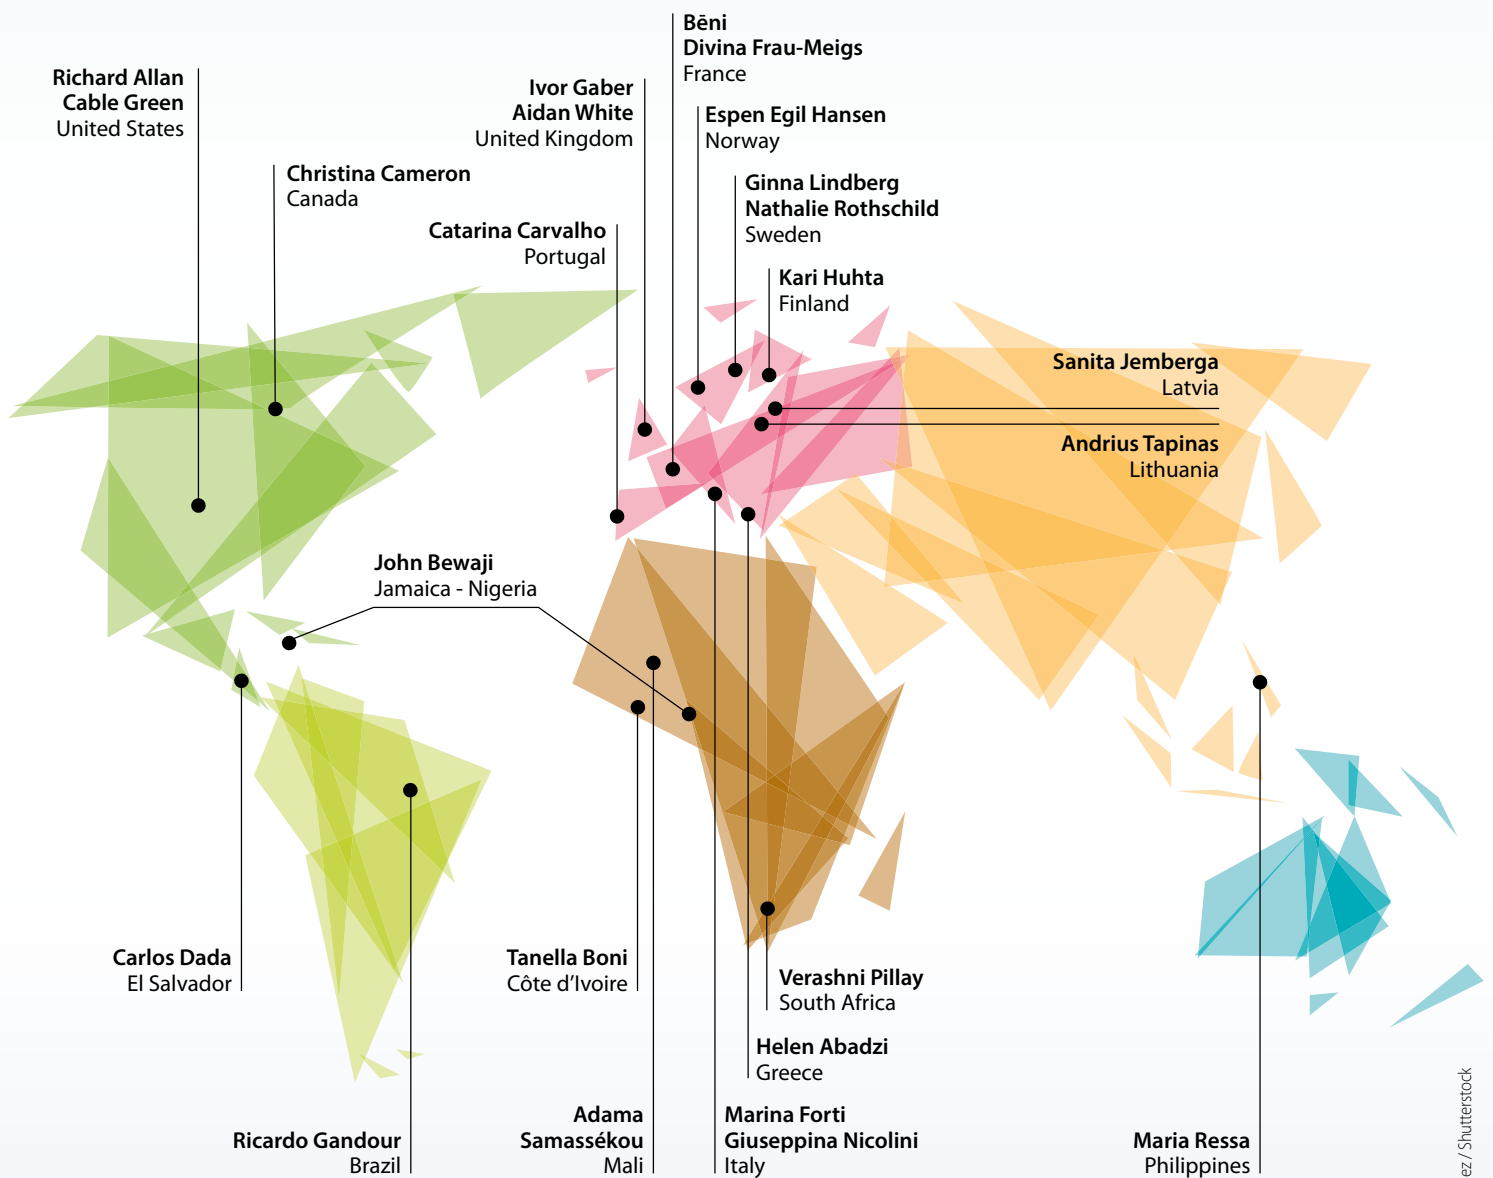 Bēni
Divina Frau-Meigs
France
Richard Allan
Cable Green
United States
Ivor Gaber
Aidan White
United Kingdom
Espen Egil Hansen
Norway
Christina Cameron
Canada
Ginna Lindberg
Nathalie Rothschild
Sweden
Catarina Carvalho
Portugal
Kari Huhta
Finland
Sanita Jemberga
Latvia
Andrius Tapinas
Lithuania
John Bewaji
Jamaica - Nigeria
Carlos Dada
El Salvador
Tanella Boni
Côte d’Ivoire
Verashni Pillay
South Africa
Helen Abadzi
Greece
Ricardo Gandour
Brazil
Adama
Samassékou
Mali
Marina Forti
Giuseppina Nicolini
Italy
Maria Ressa
Philippines
/ Shutterstock